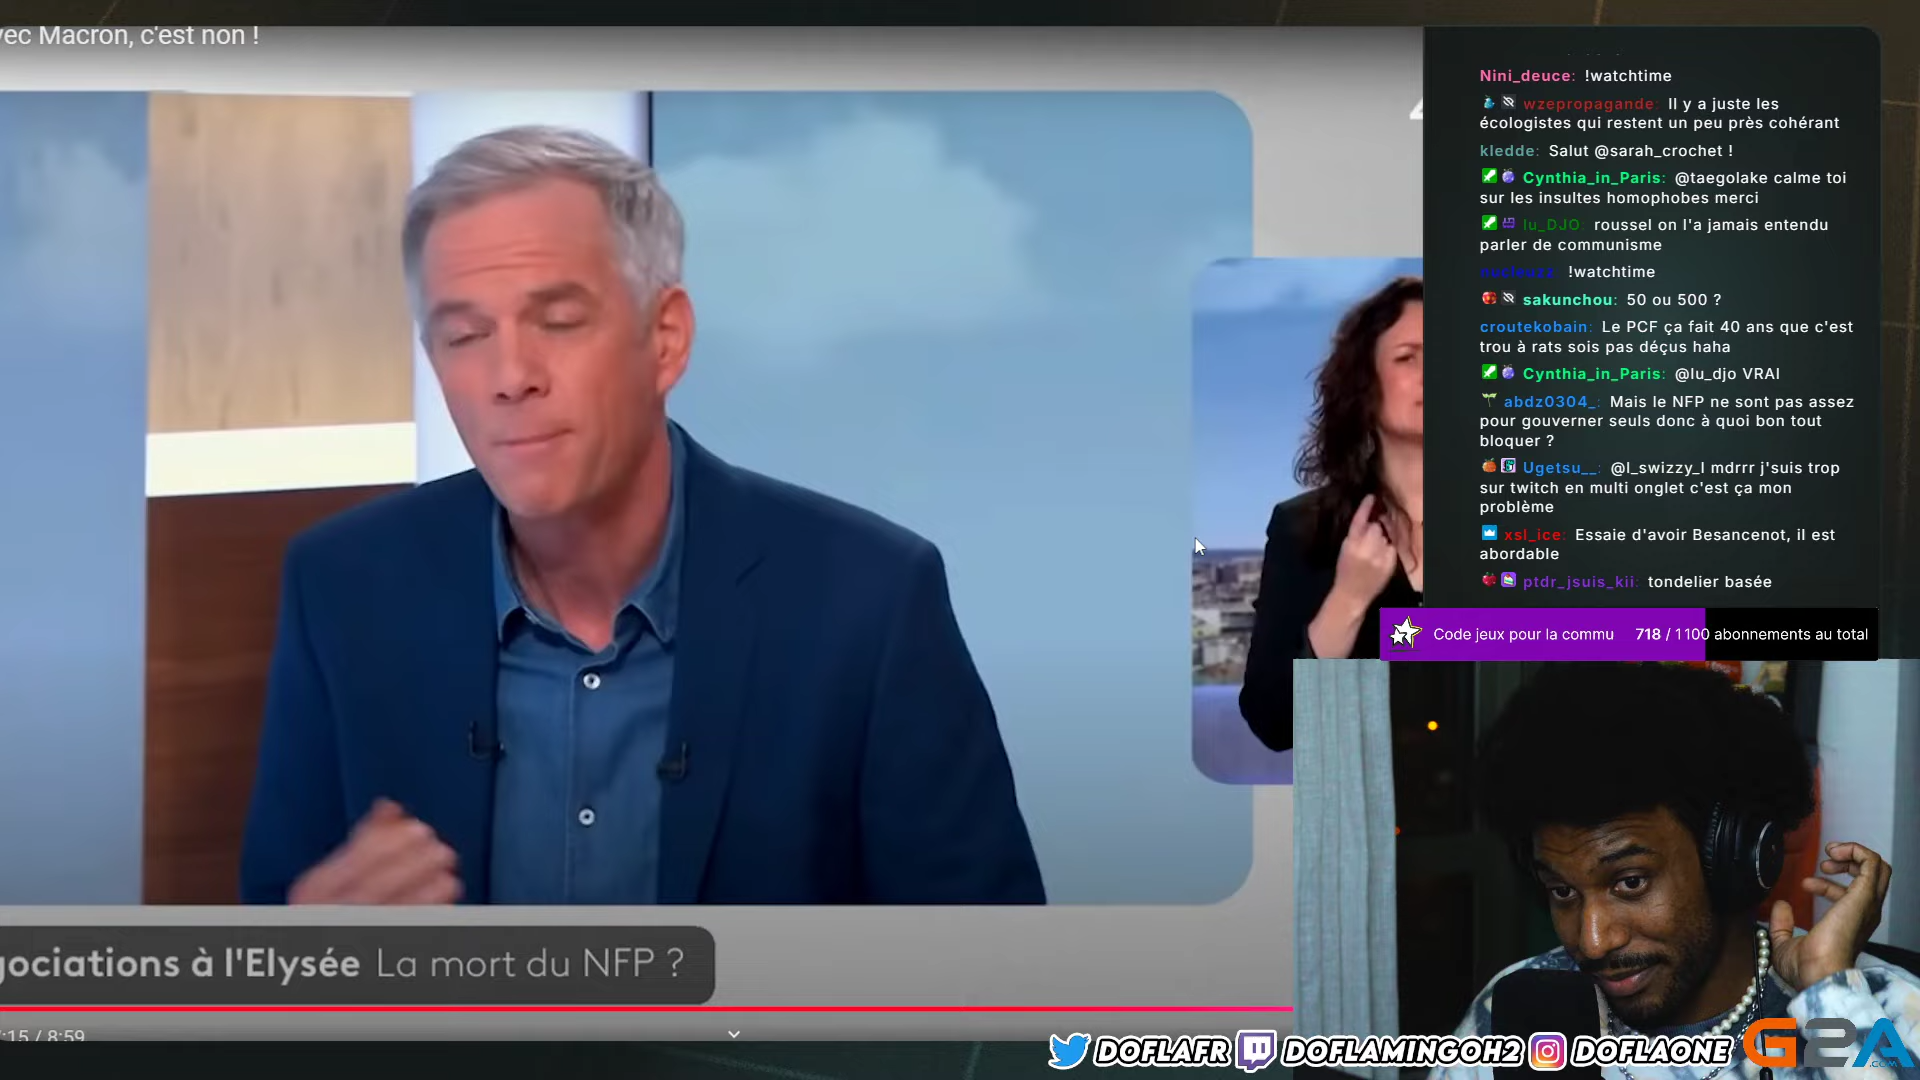 vec Macron, c'est non !
Nini_deuce: !watchtime
wzepropagande: Il y a juste les
écologistes qui restent un peu près cohérant
kledde: Salut @sarah_crochet !
Cynthia_in_Paris: @taegolake calme toi
sur les insultes homophobes merci
lu_DJO: roussel on l'a jamais entendu
parler de communisme
!watchtime
sakunchou: 50 ou 500 ?
croutekobain: Le PCF ça fait 40 ans que c'est
trou à rats sois pas déçus haha
Cynthia_in_Paris: @lu_djo VRAI
abdz0304_: Mais le NFP ne sont pas assez
pour gouverner seuls donc à quoi bon tout
bloquer ?
Ugetsu__: @l_swizzy_l mdrrr j'suis trop
sur twitch en multi onglet c'est ça mon
problème
xsl_ice: Essaie d'avoir Besancenot, il est
abordable
ptdr_jsuis_kii: tondelier basée
Code jeux pour la commu 718 / 1100 abonnements au total
gociations à l'Elysée La mort du NFP ?
:15 / 8:59
DOFLAFR DOFLAMINGOH2 DOFLAONE G2A
.COM